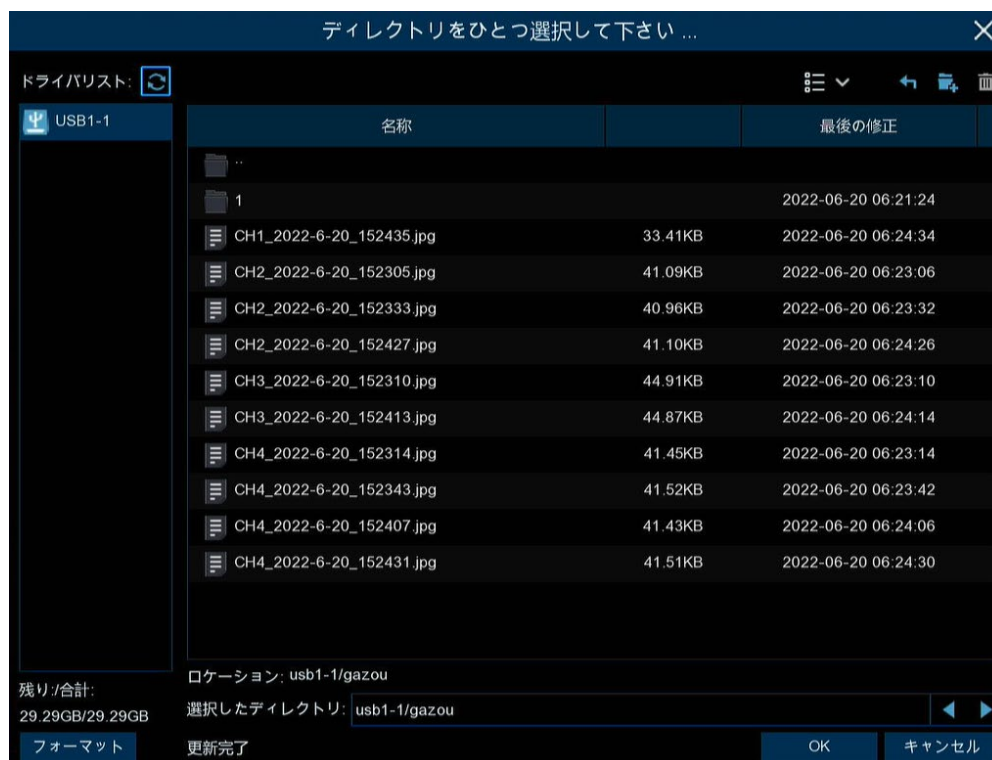 ディレクトリをひとつ選択して下さい ...
ドライバリスト:
USB1-1
名称 最後の修正
..
1 2022-06-20 06:21:24
CH1_2022-6-20_152435.jpg 33.41KB 2022-06-20 06:24:34
CH2_2022-6-20_152305.jpg 41.09KB 2022-06-20 06:23:06
CH2_2022-6-20_152333.jpg 40.96KB 2022-06-20 06:23:32
CH2_2022-6-20_152427.jpg 41.10KB 2022-06-20 06:24:26
CH3_2022-6-20_152310.jpg 44.91KB 2022-06-20 06:23:10
CH3_2022-6-20_152413.jpg 44.87KB 2022-06-20 06:24:14
CH4_2022-6-20_152314.jpg 41.45KB 2022-06-20 06:23:14
CH4_2022-6-20_152343.jpg 41.52KB 2022-06-20 06:23:42
CH4_2022-6-20_152407.jpg 41.43KB 2022-06-20 06:24:06
CH4_2022-6-20_152431.jpg 41.51KB 2022-06-20 06:24:30
残り:/合計:
29.29GB/29.29GB
フォーマット
ロケーション: usb1-1/gazou
選択したディレクトリ: usb1-1/gazou
更新完了
OK キャンセル